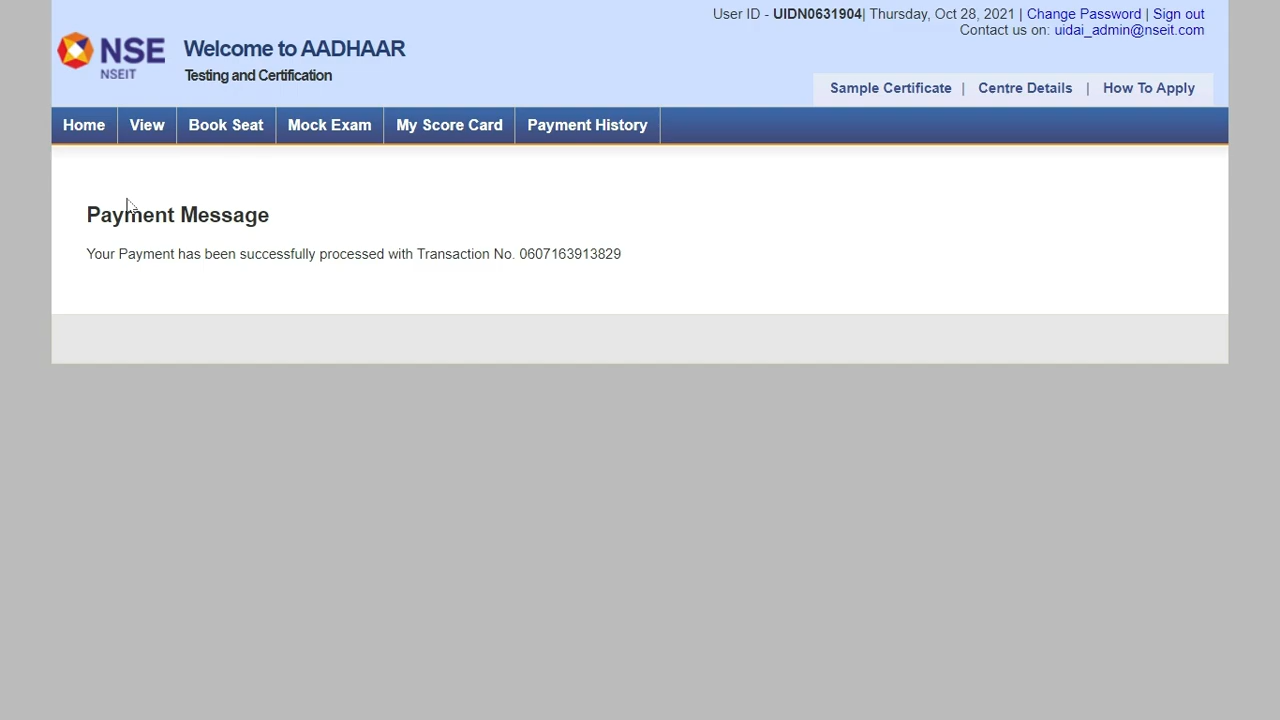 User ID - UIDN0631904| Thursday, Oct 28, 2021 | Change Password | Sign out
Contact us on: uidai_admin@nseit.com
NSE
NSEIT
Welcome to AADHAAR
Testing and Certification
Sample Certificate | Centre Details | How To Apply
Home View Book Seat Mock Exam My Score Card Payment History
Payment Message
Your Payment has been successfully processed with Transaction No. 0607163913829